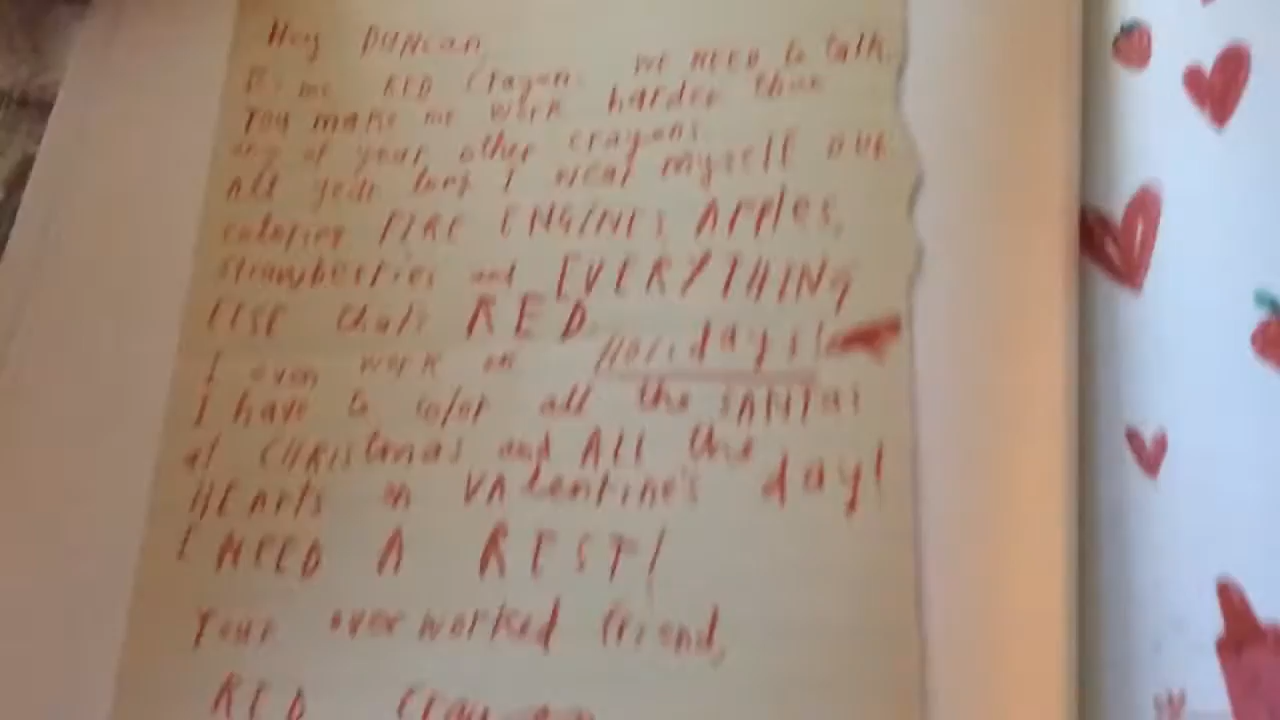 Hey DUNCAN,
It's me RED Crayon. WE NEED to talk.
You make me work harder than
any of your other crayons.
All year long I wear myself out
coloring FIRE ENGINES, APPles,
strawberries and EVERYTHING
ELSE that's RED.
I even work on Holidays!
I have to color all the SANTAs
at CHRistmas and All the
HEARTs on VAlentine's day!
I NEED A REST!
Your overworked friend,
RED Crayon